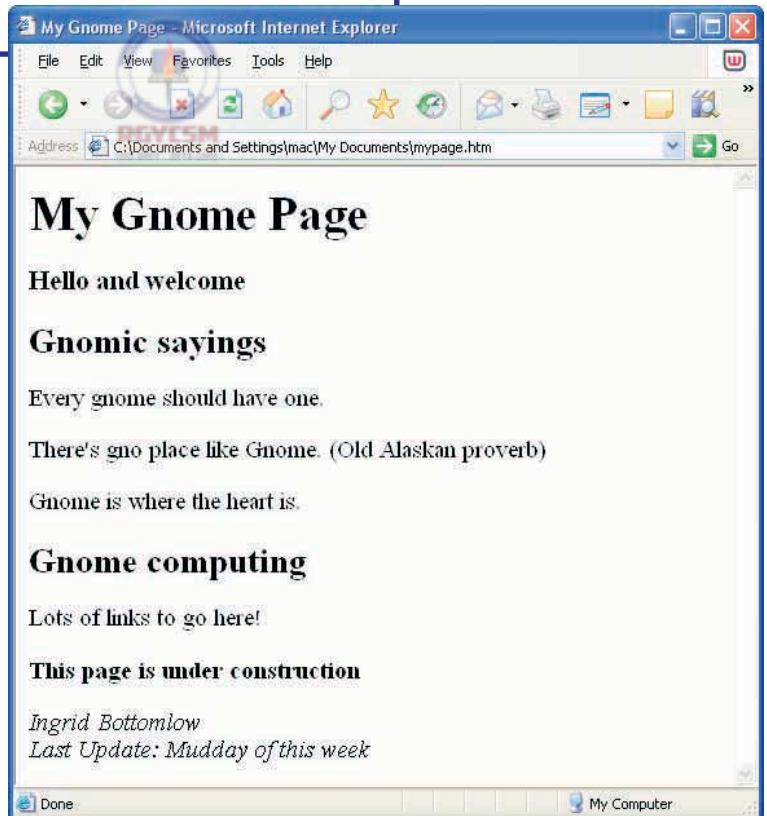 My Gnome Page - Microsoft Internet Explorer
File Edit View Favorites Tools Help
RGYCSM
Address C:\Documents and Settings\mac\My Documents\mypage.htm Go
My Gnome Page
Hello and welcome
Gnomic sayings
Every gnome should have one.
There's gno place like Gnome. (Old Alaskan proverb)
Gnome is where the heart is.
Gnome computing
Lots of links to go here!
This page is under construction
Ingrid Bottomlow
Last Update: Mudday of this week
Done My Computer